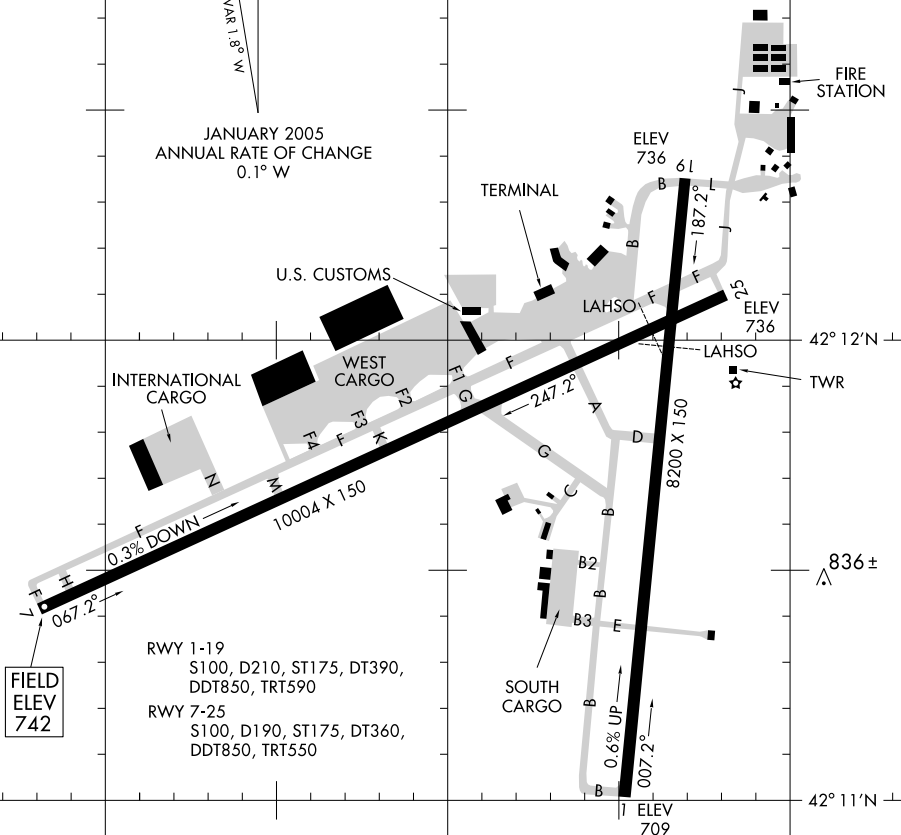 VAR 1.8° W
JANUARY 2005
ANNUAL RATE OF CHANGE
0.1° W
J
FIRE
STATION
ELEV
736
19
B
L
TERMINAL
187.2°
J
B
U.S. CUSTOMS
F
F
25
LAHSO
ELEV
736
42° 12'N
LAHSO
WEST
CARGO
F
INTERNATIONAL
CARGO
F1
TWR
247.2°
F2
G
A
F3
K
F4
F
D
8200 X 150
G
N
M
C
10004 X 150
B
F
0.3% DOWN
836 ±
B2
H
F
B
7
067.2°
B3
E
RWY 1-19
S100, D210, ST175, DT390,
DDT850, TRT590
FIELD
ELEV
742
SOUTH
CARGO
B
RWY 7-25
S100, D190, ST175, DT360,
DDT850, TRT550
0.6% UP
007.2°
B
42° 11'N
1
ELEV
709